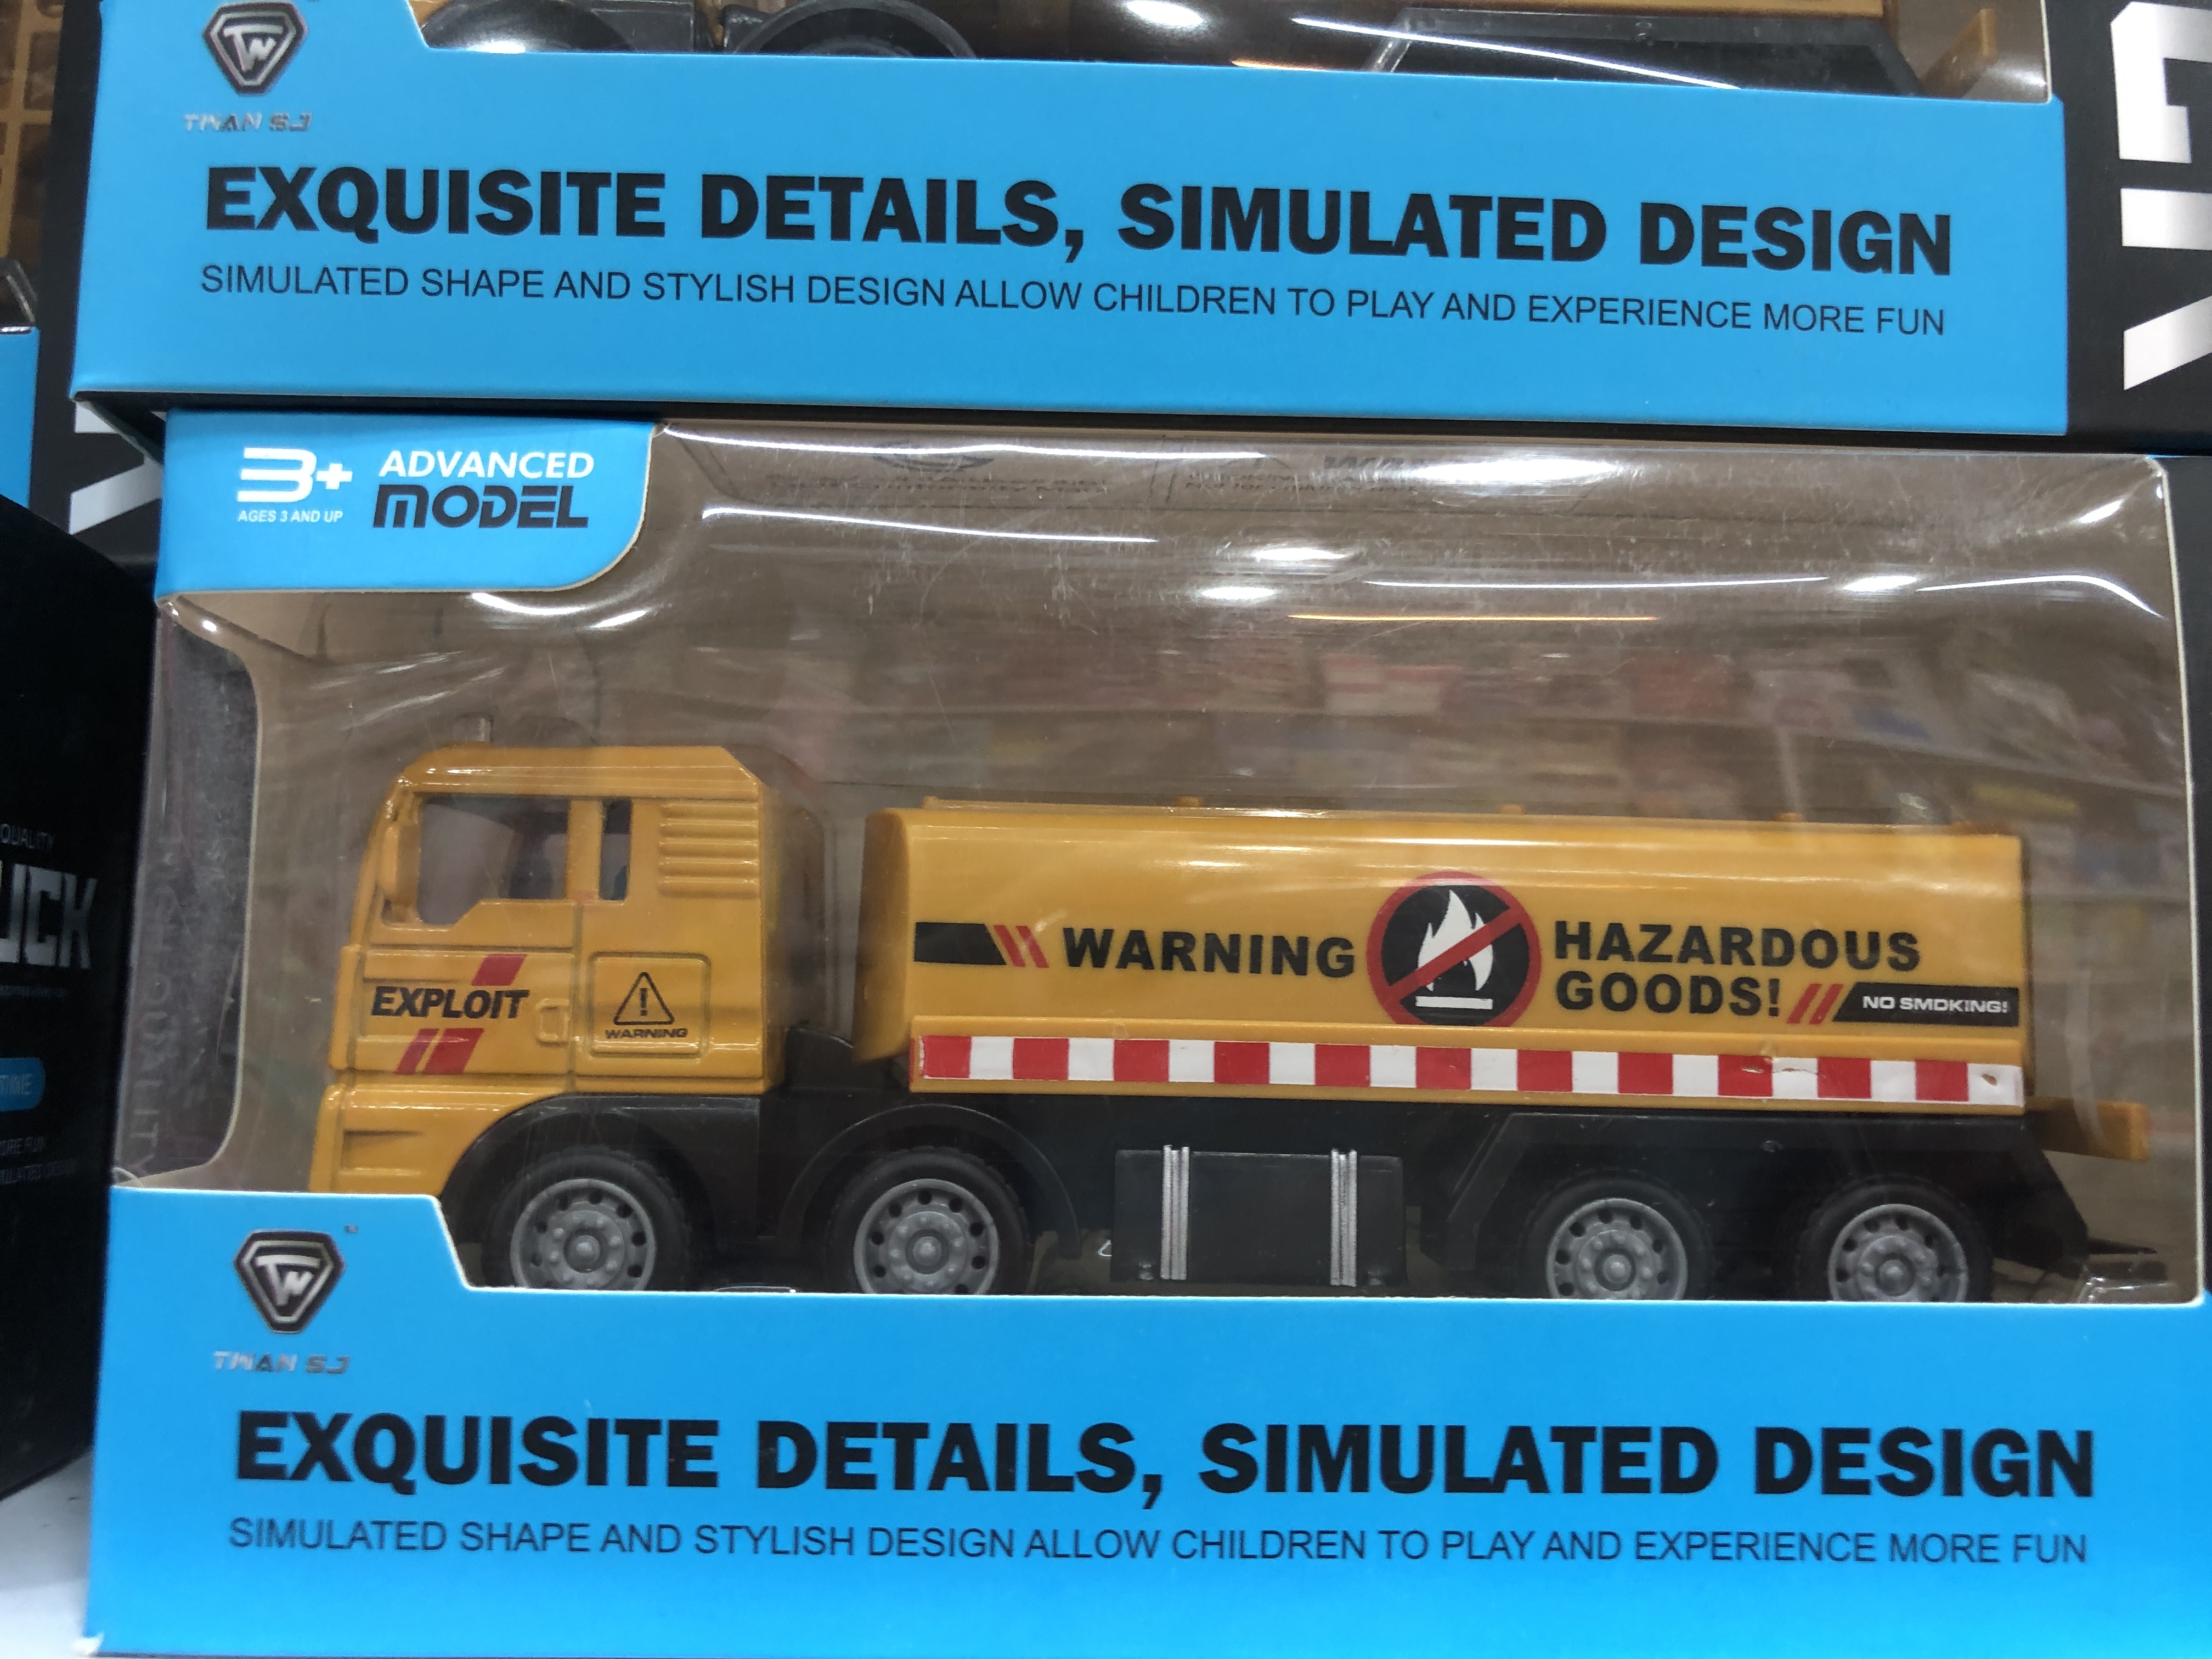 TWAN SJ
EXQUISITE DETAILS, SIMULATED DESIGN
SIMULATED SHAPE AND STYLISH DESIGN ALLOW CHILDREN TO PLAY AND EXPERIENCE MORE FUN
3+
AGES 3 AND UP
ADVANCED
MODEL
QUALITY
UCK
EXPLOIT
WARNING
WARNING
HAZARDOUS
GOODS!
NO SMOKING!
TWAN SJ
EXQUISITE DETAILS, SIMULATED DESIGN
SIMULATED SHAPE AND STYLISH DESIGN ALLOW CHILDREN TO PLAY AND EXPERIENCE MORE FUN